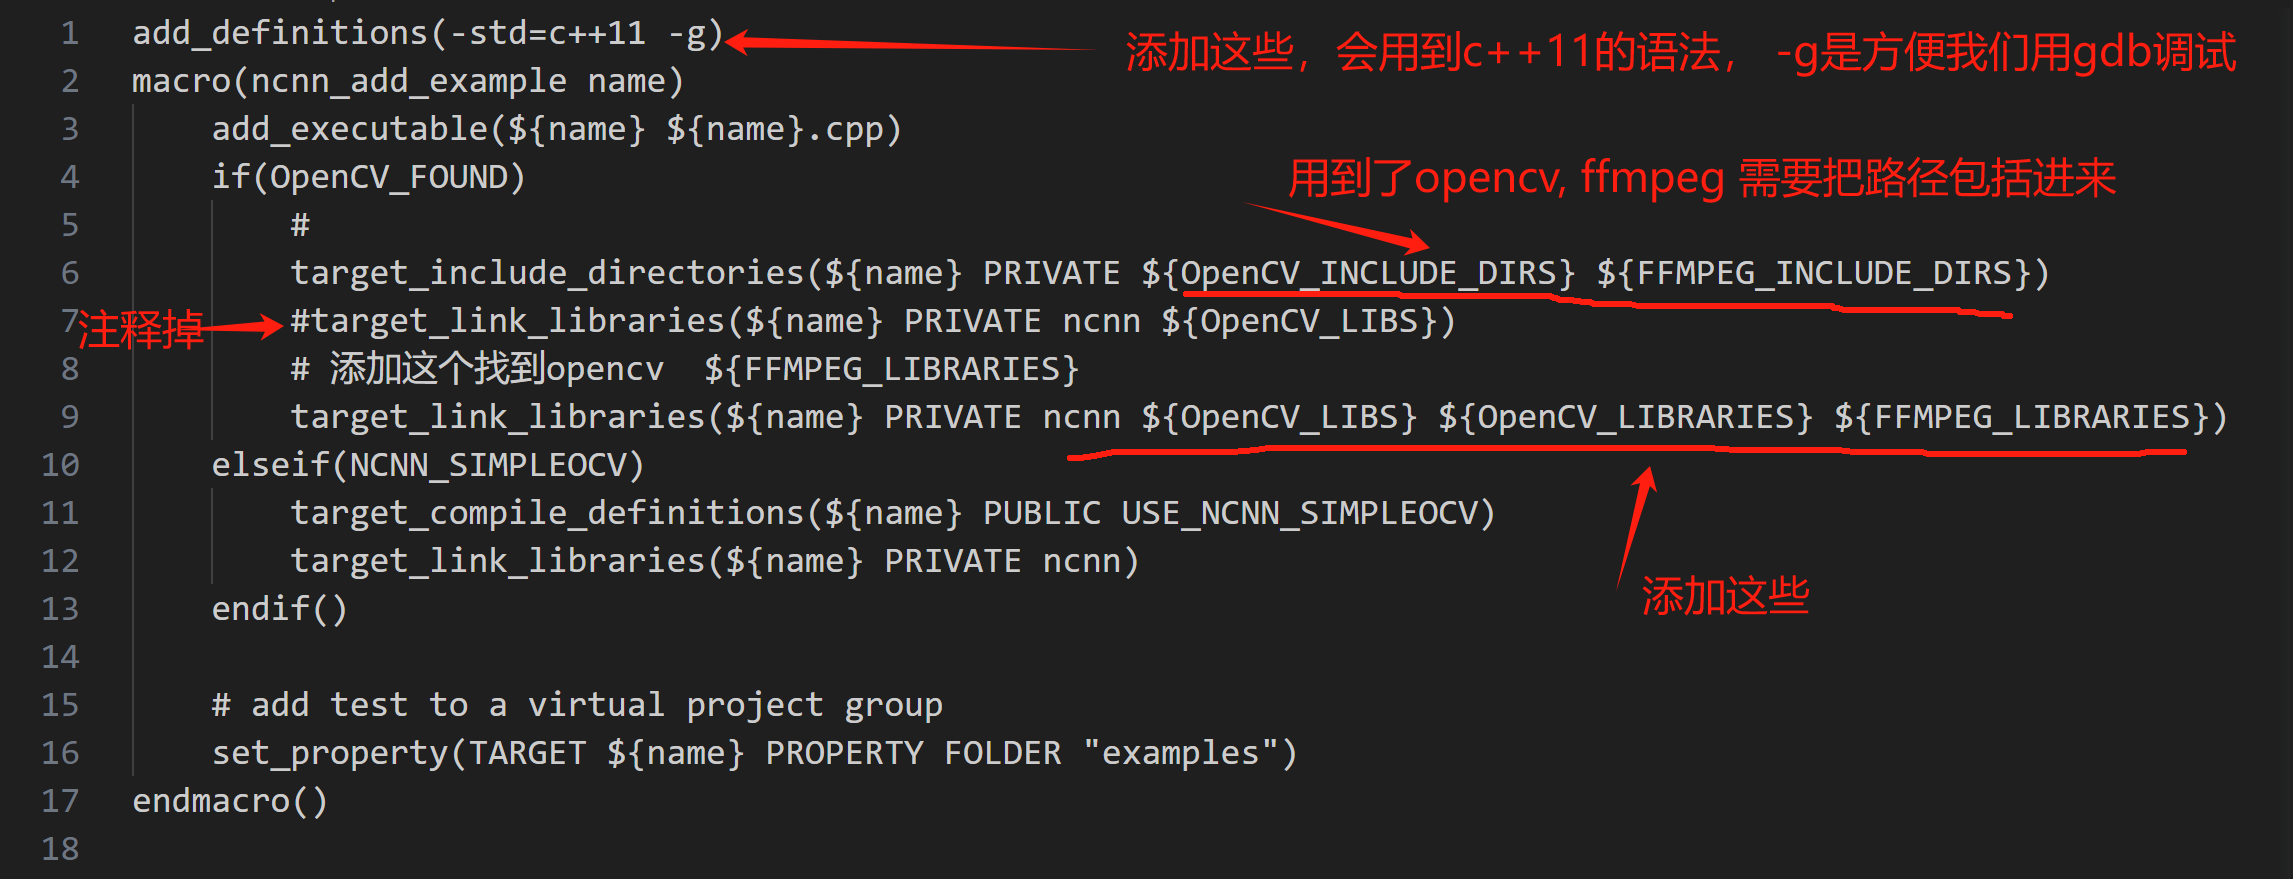 1 add_definitions(-std=c++11 -g) 添加这些，会用到c++11的语法， -g是方便我们用gdb调试
2 macro(ncnn_add_example name)
3 add_executable(${name} ${name}.cpp)
4 if(OpenCV_FOUND)
用到了opencv, ffmpeg 需要把路径包括进来
5 #
6 target_include_directories(${name} PRIVATE ${OpenCV_INCLUDE_DIRS} ${FFMPEG_INCLUDE_DIRS})
7 注释掉 #target_link_libraries(${name} PRIVATE ncnn ${OpenCV_LIBS})
8 # 添加这个找到opencv ${FFMPEG_LIBRARIES}
9 target_link_libraries(${name} PRIVATE ncnn ${OpenCV_LIBS} ${OpenCV_LIBRARIES} ${FFMPEG_LIBRARIES})
10 elseif(NCNN_SIMPLEOCV)
11 target_compile_definitions(${name} PUBLIC USE_NCNN_SIMPLEOCV)
12 target_link_libraries(${name} PRIVATE ncnn)
添加这些
13 endif()
14
15 # add test to a virtual project group
16 set_property(TARGET ${name} PROPERTY FOLDER "examples")
17 endmacro()
18